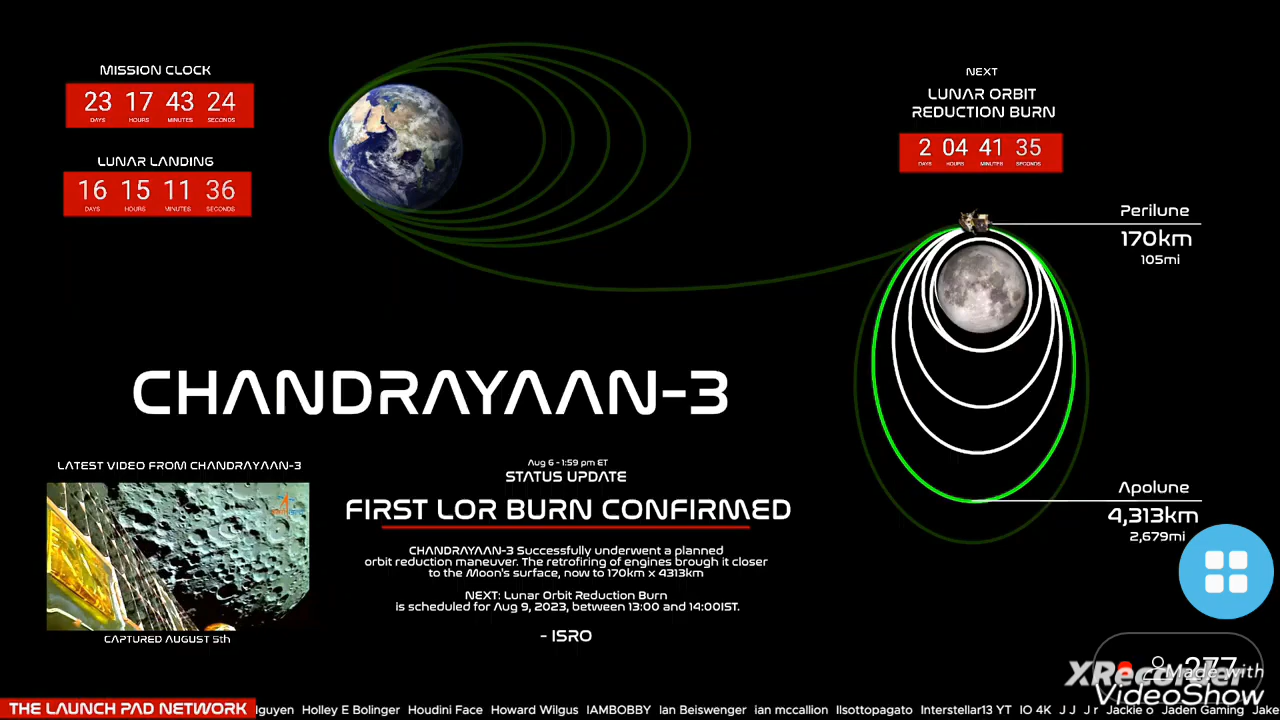 MISSION CLOCK
23 17 43 24
DAYS HOURS MINUTES SECONDS
LUNAR LANDING
16 15 11 36
DAYS HOURS MINUTES SECONDS
NEXT
LUNAR ORBIT
REDUCTION BURN
2 04 41 35
DAYS HOURS MINUTES SECONDS
Perilune
170km
105mi
CHANDRAYAAN-3
Apolune
4,313km
2,679mi
LATEST VIDEO FROM CHANDRAYAAN-3
CAPTURED AUGUST 5th
Aug 6 - 1:59 pm ET
STATUS UPDATE
FIRST LOR BURN CONFIRMED
CHANDRAYAAN-3 Successfully underwent a planned
orbit reduction maneuver. The retrofiring of engines brough it closer
to the Moon's surface, now to 170km x 4313km
NEXT: Lunar Orbit Reduction Burn
is scheduled for Aug 9, 2023, between 13:00 and 14:00IST.
- ISRO
277
XRecorder
Made with
VideoShow
THE LAUNCH PAD NETWORK
Nguyen Holley E Bolinger Houdini Face Howard Wilgus IAMBOBBY Ian Beiswenger ian mccallion Ilsottopagato Interstellar13 YT IO 4K J J J r Jackie o Jaden Gaming Jake